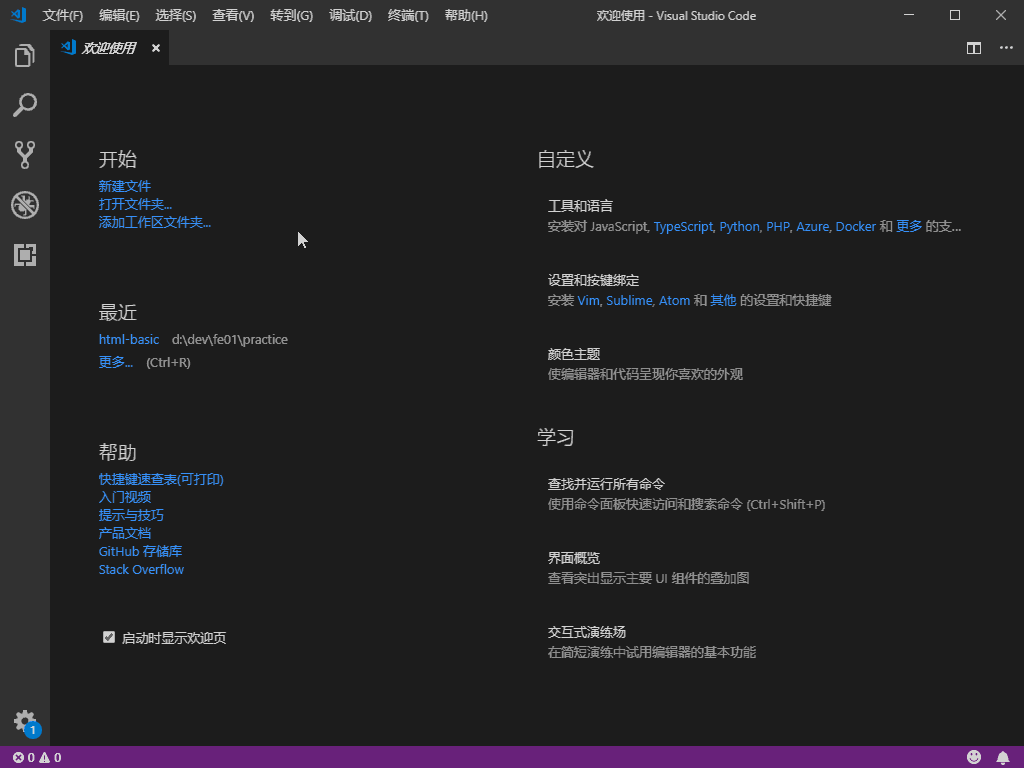 文件(F) 编辑(E) 选择(S) 查看(V) 转到(G) 调试(D) 终端(T) 帮助(H) 欢迎使用 - Visual Studio Code
欢迎使用
开始
新建文件
打开文件夹...
添加工作区文件夹...
最近
html-basic d:\dev\fe01\practice
更多... (Ctrl+R)
帮助
快捷键速查表(可打印)
入门视频
提示与技巧
产品文档
GitHub 存储库
Stack Overflow
启动时显示欢迎页
自定义
工具和语言
安装对 JavaScript, TypeScript, Python, PHP, Azure, Docker 和 更多 的支...
设置和按键绑定
安装 Vim, Sublime, Atom 和 其他 的设置和快捷键
颜色主题
使编辑器和代码呈现你喜欢的外观
学习
查找并运行所有命令
使用命令面板快速访问和搜索命令 (Ctrl+Shift+P)
界面概览
查看突出显示主要 UI 组件的叠加图
交互式演练场
在简短演练中试用编辑器的基本功能
1
0 0